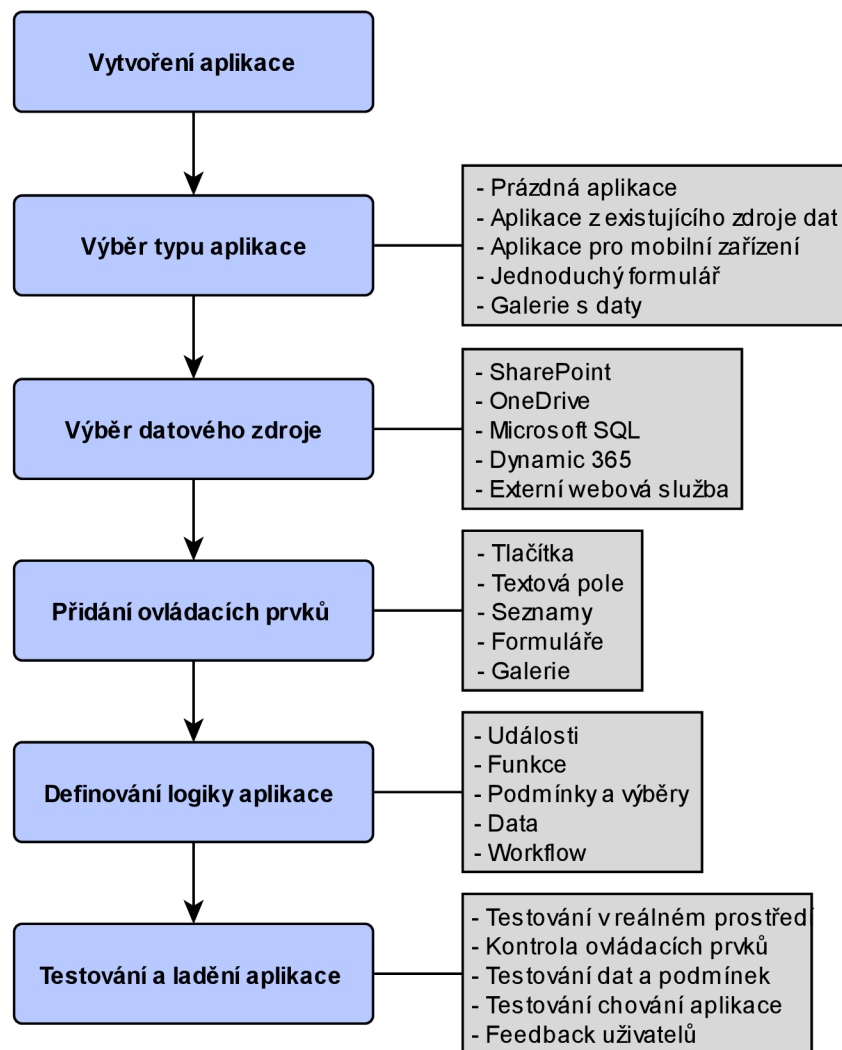 Vytvoření aplikace
Výběr typu aplikace
- Prázdná aplikace
- Aplikace z existujícího zdroje dat
- Aplikace pro mobilní zařízení
- Jednoduchý formulář
- Galerie s daty
Výběr datového zdroje
- SharePoint
- OneDrive
- Microsoft SQL
- Dynamic 365
- Externí webová služba
Přidání ovládacích prvků
- Tlačítka
- Textová pole
- Seznamy
- Formuláře
- Galerie
Definování logiky aplikace
- Události
- Funkce
- Podmínky a výběry
- Data
- Workflow
Testování a ladění aplikace
- Testování v reálném prostředí
- Kontrola ovládacích prvků
- Testování dat a podmínek
- Testování chování aplikace
- Feedback uživatelů